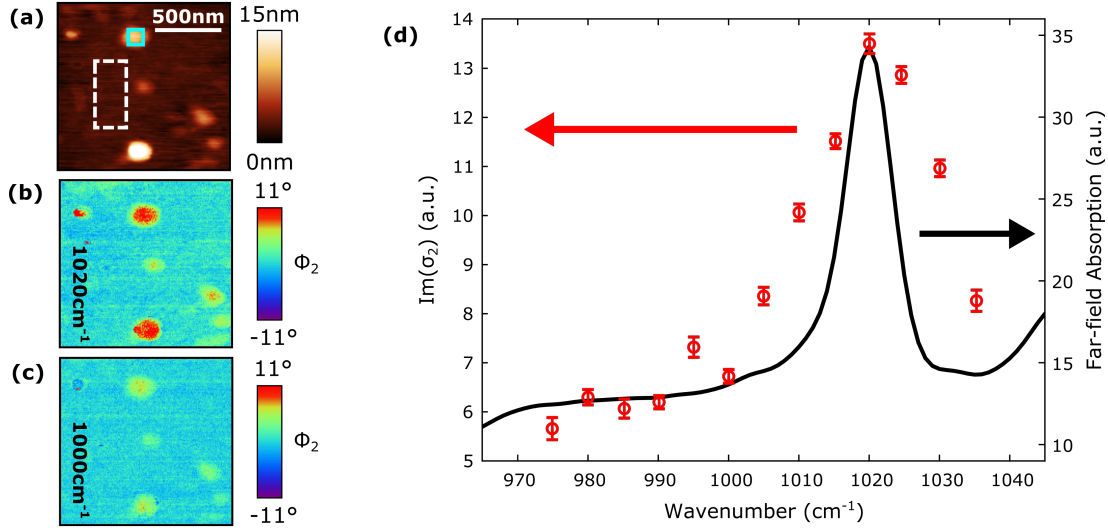 (a)
500nm
15nm
0nm
(b)
1020cm⁻¹
11°
Φ₂
-11°
(c)
1000cm⁻¹
11°
Φ₂
-11°
(d)
Im(σ₂) (a.u.)
14
13
12
11
10
9
8
7
6
5
970
980
990
1000
1010
1020
1030
1040
Wavenumber (cm⁻¹)
35
30
25
20
15
10
Far-field Absorption (a.u.)